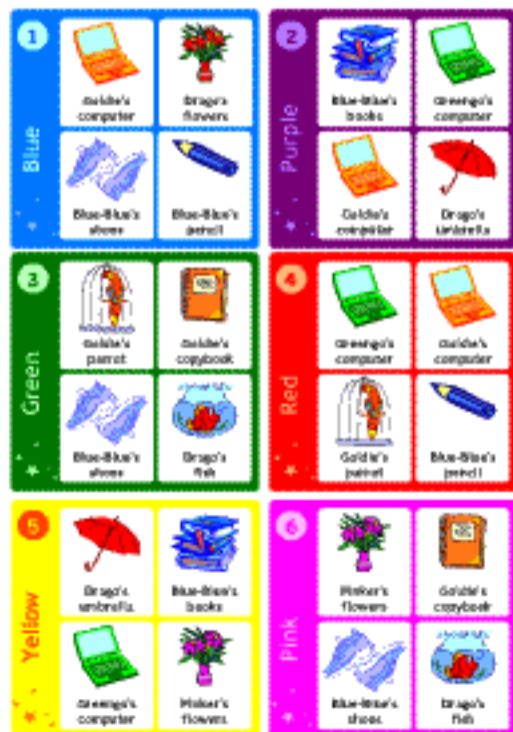 1
Blue
Goldie's
computer
Drago's
flowers
Blue-Blue's
shoes
Blue-Blue's
pencil
2
Purple
Blue-Blue's
books
Greengo's
computer
Goldie's
computer
Drago's
umbrella
3
Green
Goldie's
parrot
Goldie's
copybook
Blue-Blue's
shoes
Drago's
fish
4
Red
Greengo's
computer
Goldie's
computer
Goldie's
parrot
Blue-Blue's
pencil
5
Yellow
Drago's
umbrella
Blue-Blue's
books
Greengo's
computer
Pinker's
flowers
6
Pink
Pinker's
flowers
Goldie's
copybook
Blue-Blue's
shoes
Drago's
fish